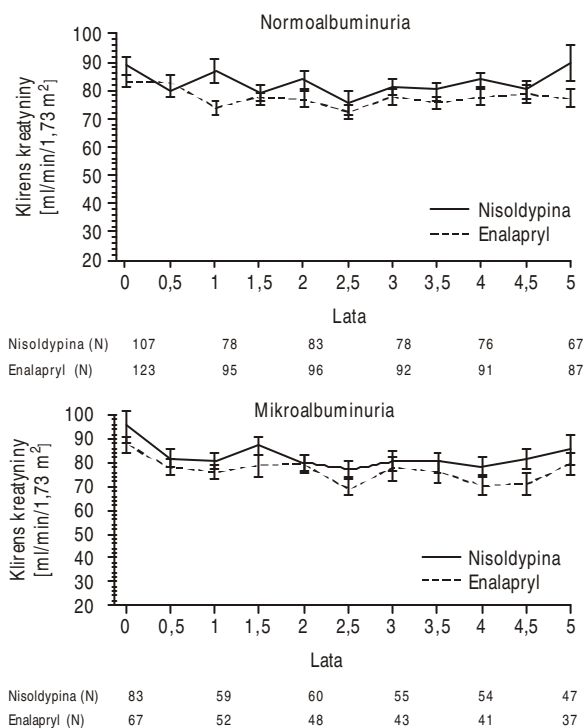 Normoalbuminuria
Klirens kreatyniny
[ml/min/1,73 m²]
100
90
80
70
60
50
40
30
20
Nisoldypina
Enalapryl
0 0,5 1 1,5 2 2,5 3 3,5 4 4,5 5
Lata
Nisoldypina (N) 107 78 83 78 76 67
Enalapryl (N) 123 95 96 92 91 87
Mikroalbuminuria
Klirens kreatyniny
[ml/min/1,73 m²]
100
90
80
70
60
50
40
30
20
Nisoldypina
Enalapryl
0 0,5 1 1,5 2 2,5 3 3,5 4 4,5 5
Lata
Nisoldypina (N) 83 59 60 55 54 47
Enalapryl (N) 67 52 48 43 41 37